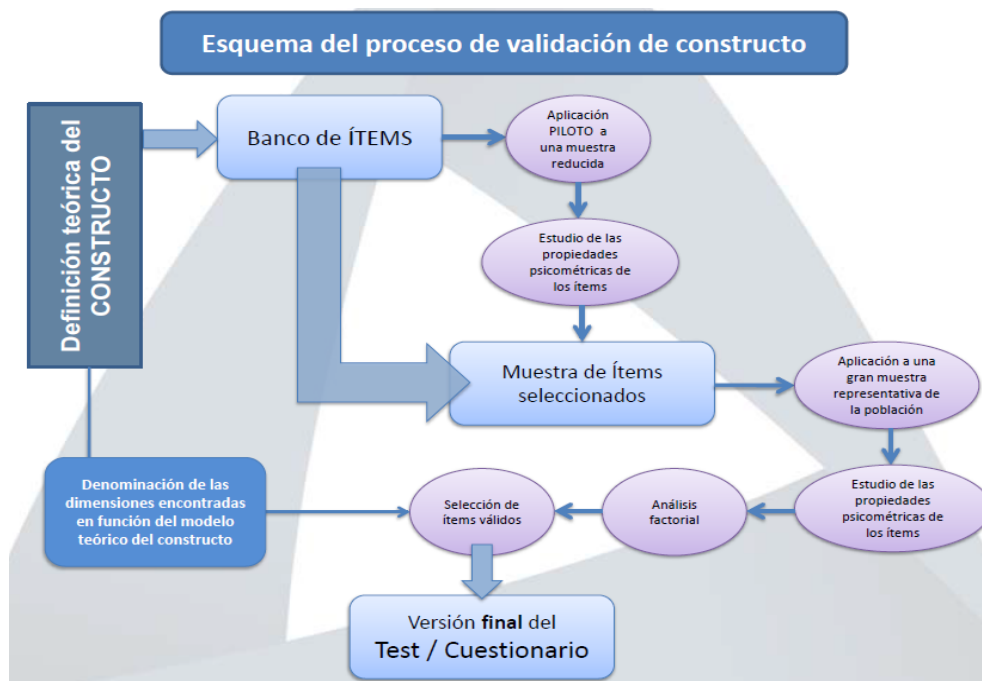 Esquema del proceso de validación de constructo
Definición teórica del
CONSTRUCTO
Banco de ÍTEMS
Aplicación
PILOTO a
una muestra
reducida
Estudio de las
propiedades
psicométricas de
los ítems
Muestra de Ítems
seleccionados
Aplicación a una
gran muestra
representativa de
la población
Denominación de las
dimensiones encontradas
en función del modelo
teórico del constructo
Selección de
ítems válidos
Análisis
factorial
Estudio de las
propiedades
psicométricas de
los ítems
Versión final del
Test / Cuestionario